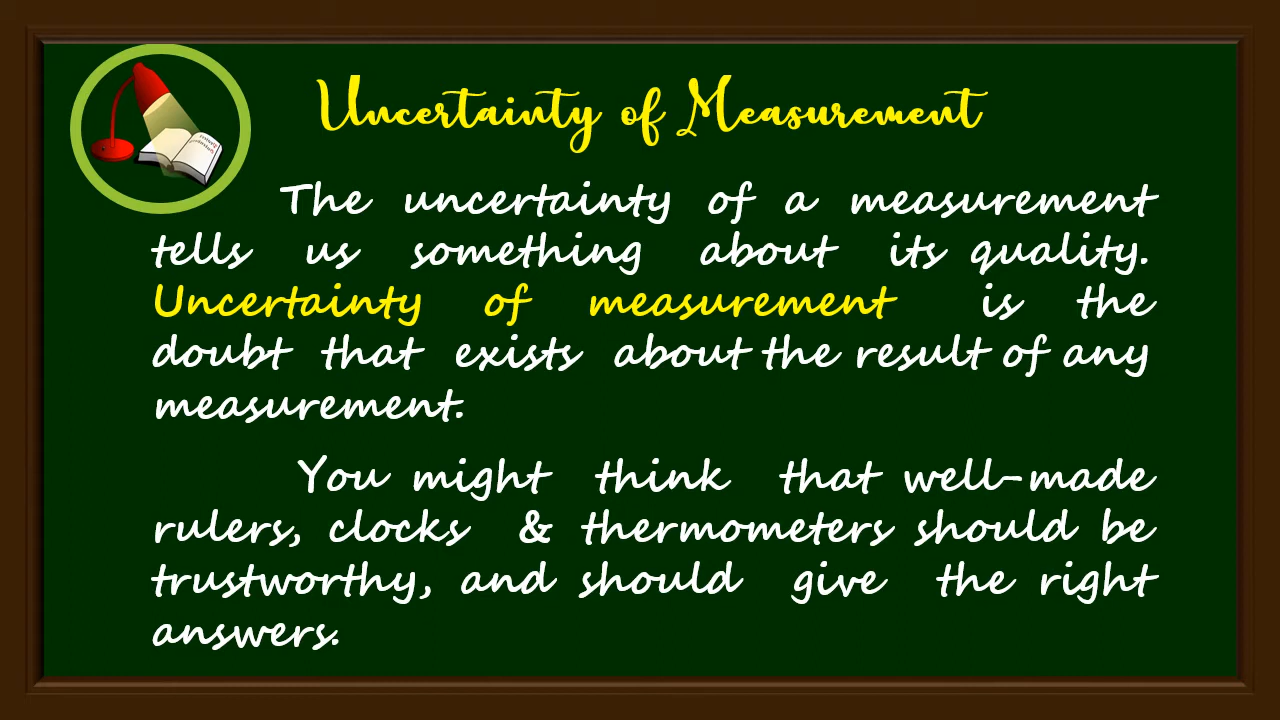 Uncertainty of Measurement
The uncertainty of a measurement
tells us something about its quality.
Uncertainty of measurement is the
doubt that exists about the result of any
measurement.
You might think that well-made
rulers, clocks & thermometers should be
trustworthy, and should give the right
answers.